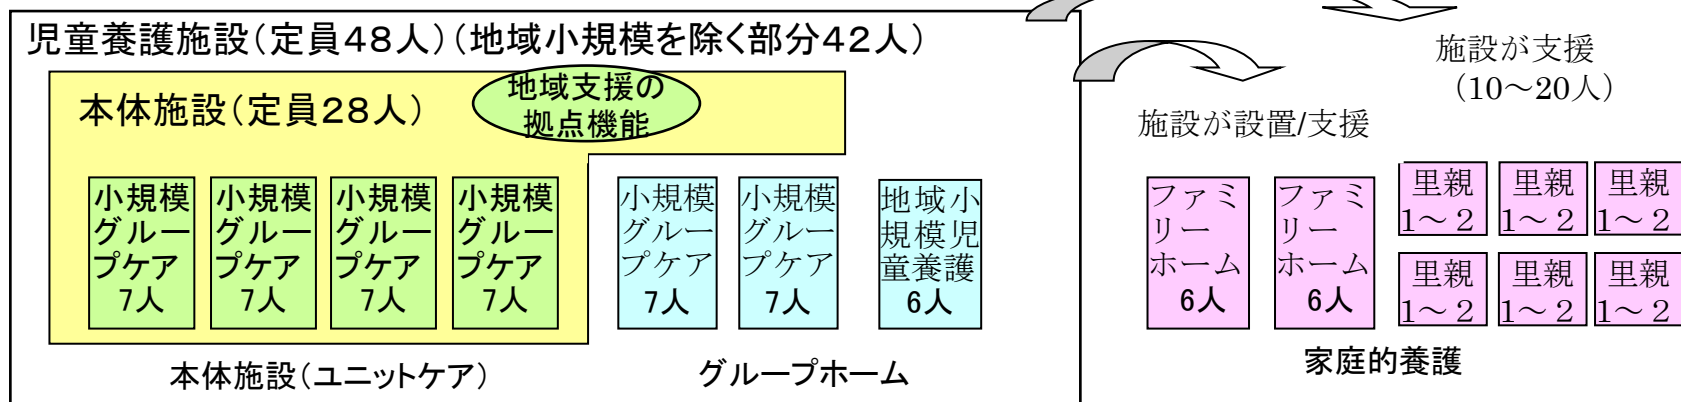 児童養護施設（定員４８人）（地域小規模を除く部分４２人）
本体施設（定員２８人）
地域支援の
拠点機能
小規模
グルー
プケア
7人
小規模
グルー
プケア
7人
小規模
グルー
プケア
7人
小規模
グルー
プケア
7人
小規模
グルー
プケア
7人
小規模
グルー
プケア
7人
地域小
規模児
童養護
6人
本体施設（ユニットケア）
グループホーム
施設が支援
（10～20人）
施設が設置/支援
ファミ
リー
ホーム
6人
ファミ
リー
ホーム
6人
里親
1～２
里親
1～２
里親
1～２
里親
1～２
里親
1～２
里親
1～２
家庭的養護